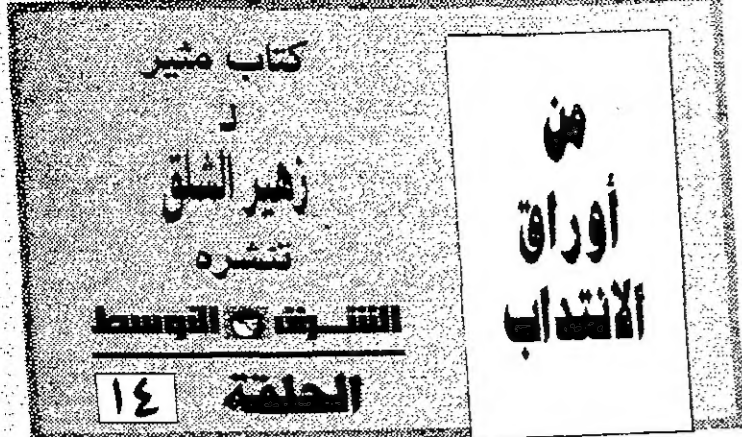 من
أوراق
الانتداب
كتاب مثير
لـ
زهير الشلق
تنشره
الشرق الأوسط
الحلقة ١٤